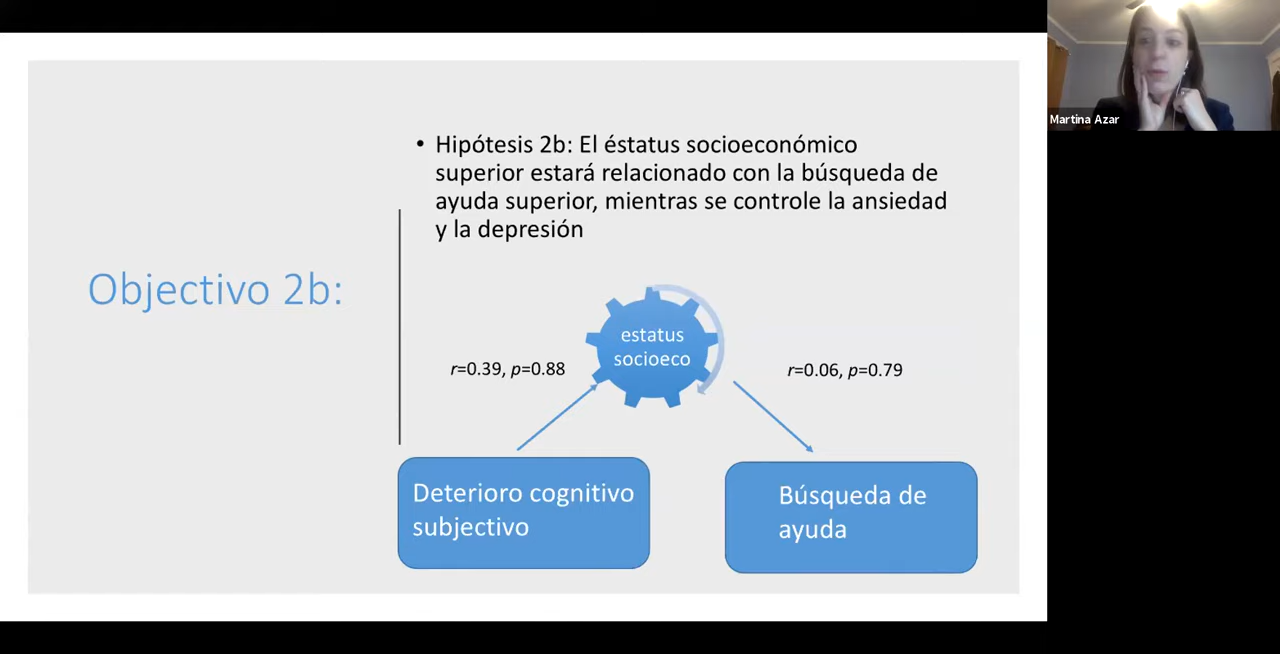 Martina Azar
• Hipótesis 2b: El éstatus socioeconómico
superior estará relacionado con la búsqueda de
ayuda superior, mientras se controle la ansiedad
y la depresión
Objectivo 2b:
estatus
socioeco
r=0.39, p=0.88
r=0.06, p=0.79
Deterioro cognitivo
subjectivo
Búsqueda de
ayuda